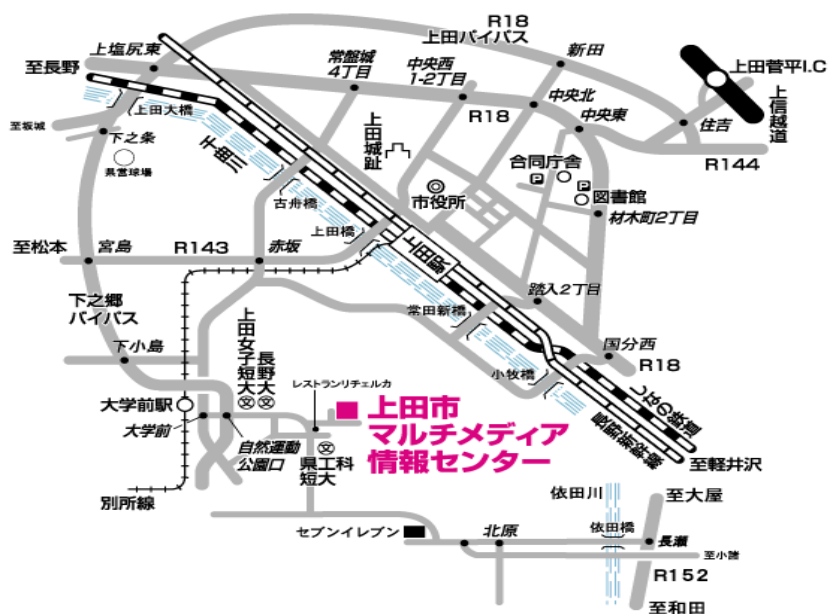 R18
上田バイパス
新田
上塩尻東
至長野
常盤城
4丁目
中央西
1-2丁目
上田菅平I.C
上信越道
中央北
R18
中央東
住吉
R144
上田大橋
至坂城
下之条
県営球場
千曲川
上田城趾
合同庁舎
P
P
図書館
市役所
材木町2丁目
古舟橋
上田橋
上田駅
至松本
宮島
R143
赤坂
踏入2丁目
常田新橋
国分西
R18
下之郷
バイパス
下小島
小牧橋
しなの鉄道
長野新幹線
至軽井沢
上田女子短大
長野大
文
文
レストランリチェルカ
大学前駅
大学前
自然運動
公園口
文
県工科
短大
上田市
マルチメディア
情報センター
別所線
依田川
至大屋
セブンイレブン
北原
依田橋
長瀬
至小諸
R152
至和田